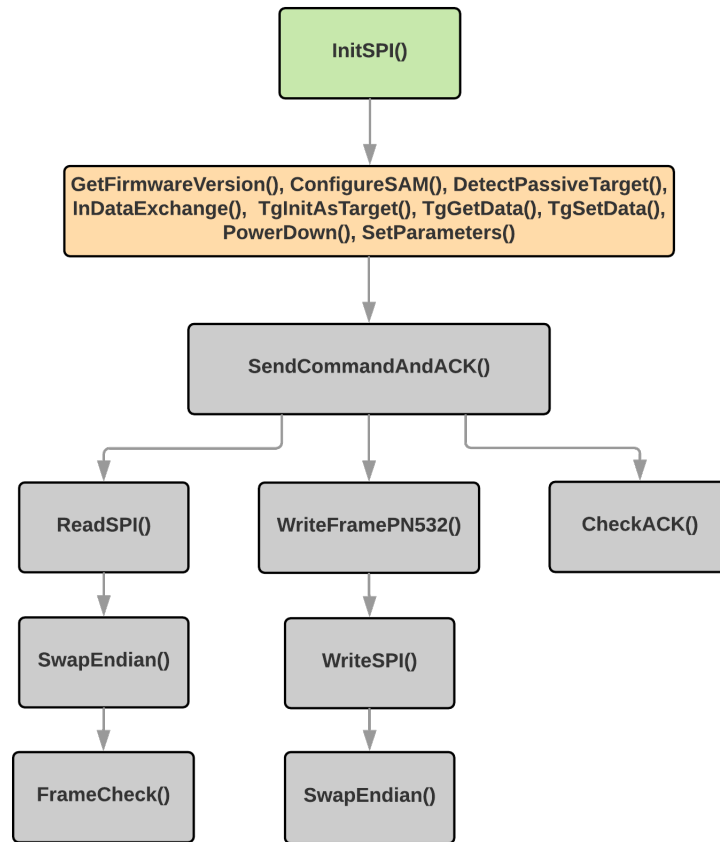 InitSPI()
GetFirmwareVersion(), ConfigureSAM(), DetectPassiveTarget(),
InDataExchange(), TgInitAsTarget(), TgGetData(), TgSetData(),
PowerDown(), SetParameters()
SendCommandAndACK()
ReadSPI()
WriteFramePN532()
CheckACK()
SwapEndian()
WriteSPI()
FrameCheck()
SwapEndian()